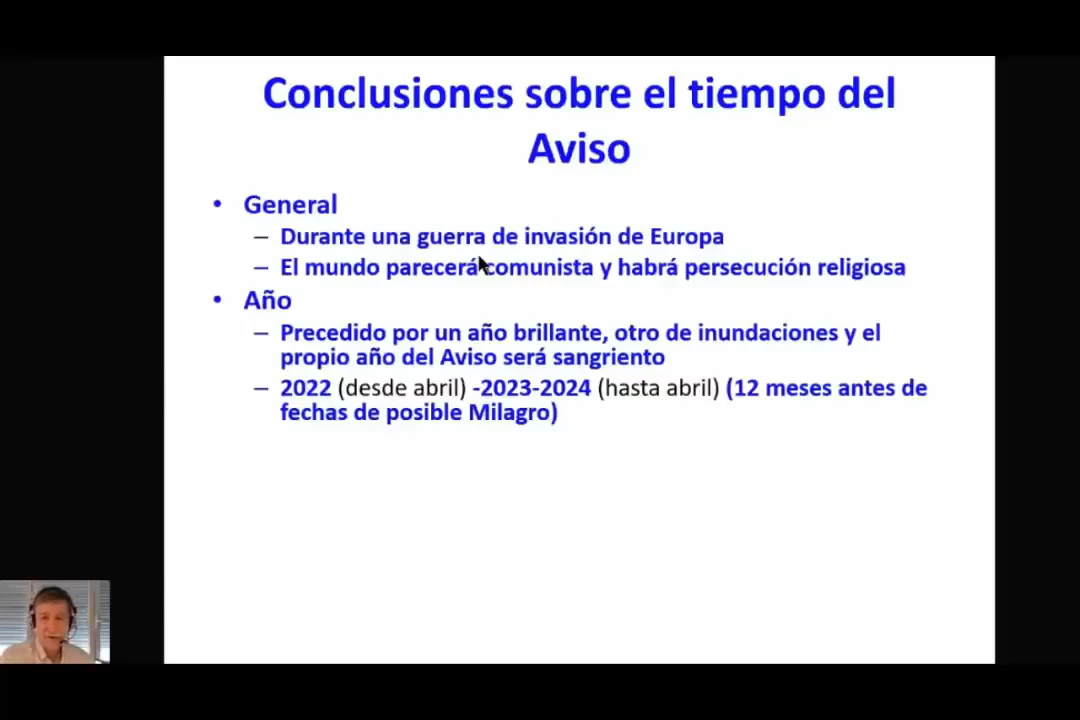 Conclusiones sobre el tiempo del
Aviso
• General
– Durante una guerra de invasión de Europa
– El mundo parecerá comunista y habrá persecución religiosa
• Año
– Precedido por un año brillante, otro de inundaciones y el
propio año del Aviso será sangriento
– 2022 (desde abril) -2023-2024 (hasta abril) (12 meses antes de
fechas de posible Milagro)